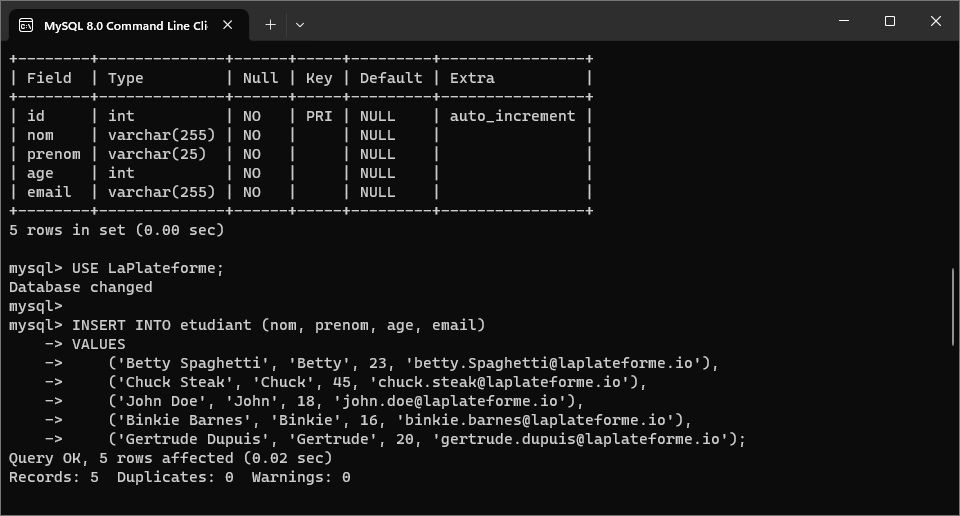 MySQL 8.0 Command Line Cli
+--------+--------------+------+-----+---------+----------------+
| Field  | Type         | Null | Key | Default | Extra          |
+--------+--------------+------+-----+---------+----------------+
| id     | int          | NO   | PRI | NULL    | auto_increment |
| nom    | varchar(255) | NO   |     | NULL    |                |
| prenom | varchar(25)  | NO   |     | NULL    |                |
| age    | int          | NO   |     | NULL    |                |
| email  | varchar(255) | NO   |     | NULL    |                |
+--------+--------------+------+-----+---------+----------------+
5 rows in set (0.00 sec)
mysql> USE LaPlateforme;
Database changed
mysql>
mysql> INSERT INTO etudiant (nom, prenom, age, email)
    -> VALUES
    ->     ('Betty Spaghetti', 'Betty', 23, 'betty.Spaghetti@laplateforme.io'),
    ->     ('Chuck Steak', 'Chuck', 45, 'chuck.steak@laplateforme.io'),
    ->     ('John Doe', 'John', 18, 'john.doe@laplateforme.io'),
    ->     ('Binkie Barnes', 'Binkie', 16, 'binkie.barnes@laplateforme.io'),
    ->     ('Gertrude Dupuis', 'Gertrude', 20, 'gertrude.dupuis@laplateforme.io');
Query OK, 5 rows affected (0.02 sec)
Records: 5  Duplicates: 0  Warnings: 0